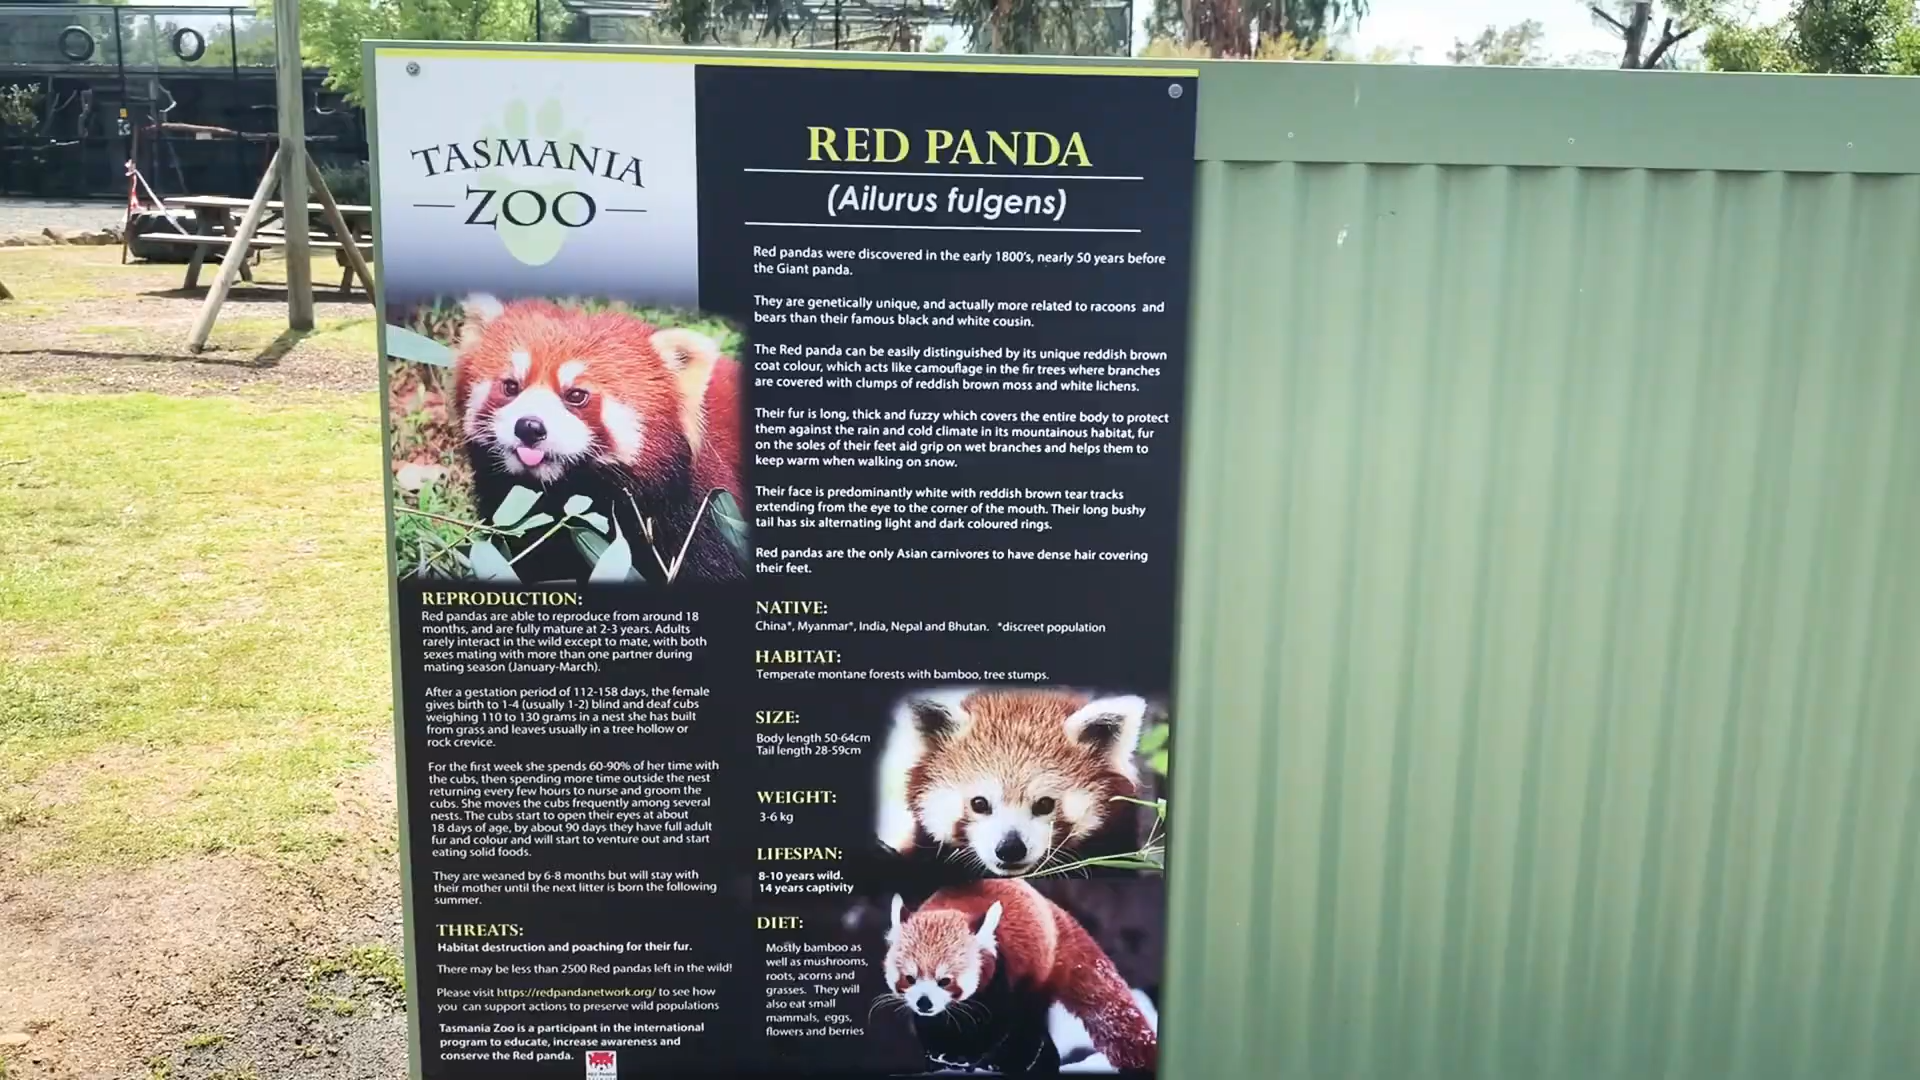 TASMANIA
ZOO
RED PANDA
(Ailurus fulgens)
Red pandas were discovered in the early 1800's, nearly 50 years before
the Giant panda.
They are genetically unique, and actually more related to racoons and
bears than their famous black and white cousin.
The Red panda can be easily distinguished by its unique reddish brown
coat colour, which acts like camouflage in the fir trees where branches
are covered with clumps of reddish brown moss and white lichens.
Their fur is long, thick and fuzzy which covers the entire body to protect
them against the rain and cold climate in its mountainous habitat, fur
on the soles of their feet aid grip on wet branches and helps them to
keep warm when walking on snow.
Their face is predominantly white with reddish brown tear tracks
extending from the eye to the corner of the mouth. Their long bushy
tail has six alternating light and dark coloured rings.
Red pandas are the only Asian carnivores to have dense hair covering
their feet.
NATIVE:
China*, Myanmar*, India, Nepal and Bhutan. *discreet population
HABITAT:
Temperate montane forests with bamboo, tree stumps.
SIZE:
Body length 50-64cm
Tail length 28-59cm
WEIGHT:
3-6 kg
LIFESPAN:
8-10 years wild.
14 years captivity
DIET:
Mostly bamboo as
well as mushrooms,
roots, acorns and
grasses. They will
also eat small
mammals, eggs,
flowers and berries
REPRODUCTION:
Red pandas are able to reproduce from around 18
months, and are fully mature at 2-3 years. Adults
rarely interact in the wild except to mate, with both
sexes mating with more than one partner during
mating season (January-March).
After a gestation period of 112-158 days, the female
gives birth to 1-4 (usually 1-2) blind and deaf cubs
weighing 110 to 130 grams in a nest she has built
from grass and leaves usually in a tree hollow or
rock crevice.
For the first week she spends 60-90% of her time with
the cubs, then spending more time outside the nest
returning every few hours to nurse and groom the
cubs. She moves the cubs frequently among several
nests. The cubs start to open their eyes at about
18 days of age, by about 90 days they have full adult
fur and colour and will start to venture out and start
eating solid foods.
They are weaned by 6-8 months but will stay with
their mother until the next litter is born the following
summer.
THREATS:
Habitat destruction and poaching for their fur.
There may be less than 2500 Red pandas left in the wild!
Please visit https://redpandanetwork.org/ to see how
you can support actions to preserve wild populations
Tasmania Zoo is a participant in the international
program to educate, increase awareness and
conserve the Red panda.